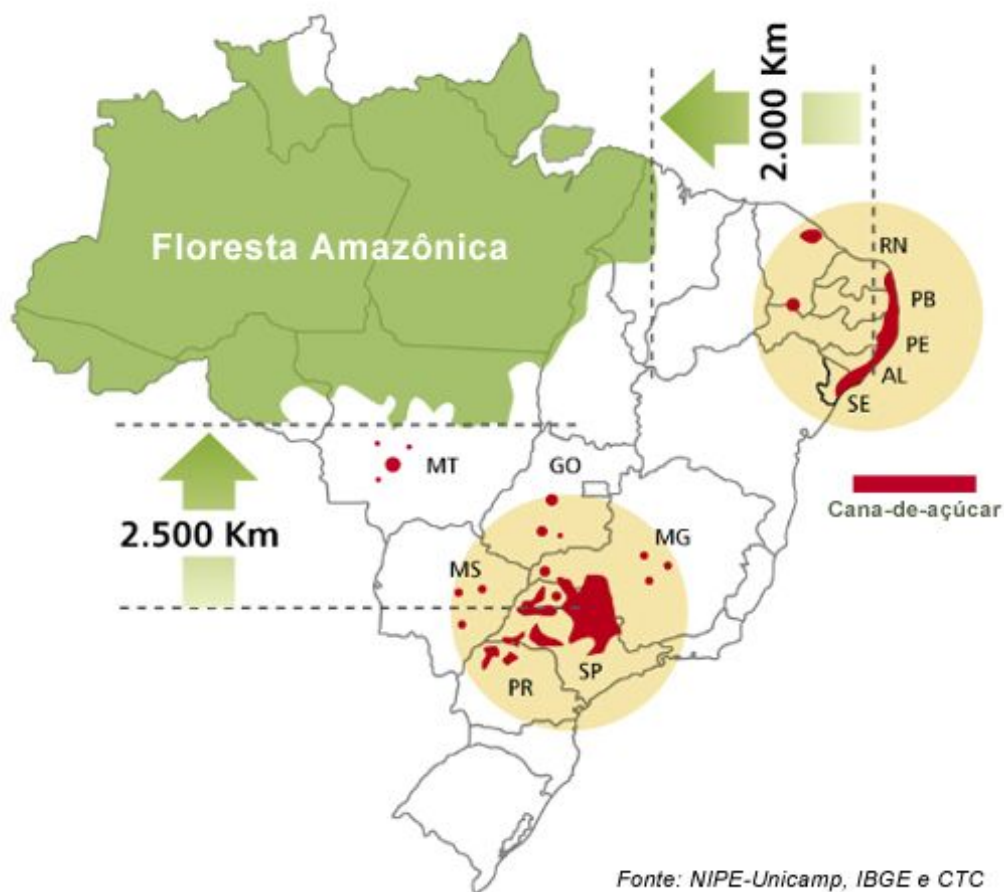 2.000 Km
Floresta Amazônica
RN
PB
PE
AL
SE
MT
GO
Cana-de-açúcar
2.500 Km
MG
MS
SP
PR
Fonte: NIPE-Unicamp, IBGE e CTC